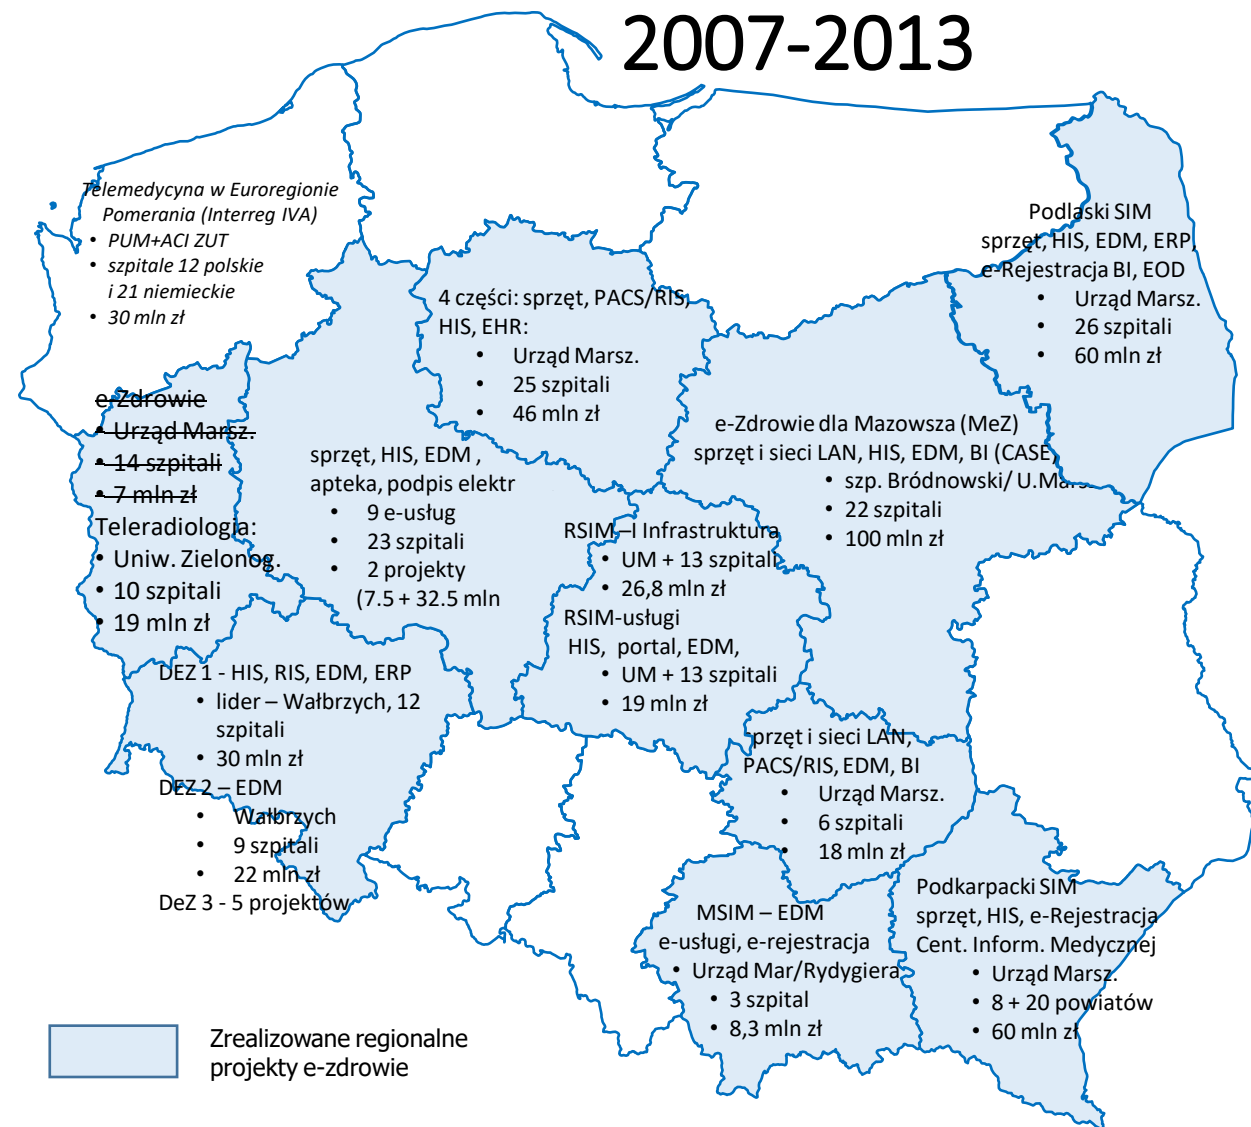 2007-2013
Telemedycyna w Euroregionie
Pomerania (Interreg IVA)
• PUM+ACI ZUT
• szpitale 12 polskie
i 21 niemieckie
• 30 mln zł
Podlaski SIM
sprzęt, HIS, EDM, ERP,
e-Rejestracja BI, EOD
• Urząd Marsz.
• 26 szpitali
• 60 mln zł
4 części: sprzęt, PACS/RIS,
HIS, EHR:
• Urząd Marsz.
• 25 szpitali
• 46 mln zł
e-Zdrowie
• Urząd Marsz.
• 14 szpitali
• 7 mln zł
Teleradiologia:
• Uniw. Zielonog.
• 10 szpitali
• 19 mln zł
sprzęt, HIS, EDM ,
apteka, podpis elektr
• 9 e-usług
• 23 szpitali
• 2 projekty
(7.5 + 32.5 mln
e-Zdrowie dla Mazowsza (MeZ)
sprzęt i sieci LAN, HIS, EDM, BI (CASE)
• szp. Bródnowski/ U.Mars
• 22 szpitali
• 100 mln zł
RSIM –I Infrastruktura
• UM + 13 szpitali
• 26,8 mln zł
RSIM-usługi
HIS, portal, EDM,
• UM + 13 szpitali
• 19 mln zł
DEZ 1 - HIS, RIS, EDM, ERP
• lider – Wałbrzych, 12
szpitali
• 30 mln zł
DEZ 2 – EDM
• Wałbrzych
• 9 szpitali
• 22 mln zł
DeZ 3 - 5 projektów
sprzęt i sieci LAN,
PACS/RIS, EDM, BI
• Urząd Marsz.
• 6 szpitali
• 18 mln zł
MSIM – EDM
e-usługi, e-rejestracja
• Urząd Mar/Rydygiera
• 3 szpital
• 8,3 mln zł
Podkarpacki SIM
sprzęt, HIS, e-Rejestracja
Cent. Inform. Medycznej
• Urząd Marsz.
• 8 + 20 powiatów
• 60 mln zł
Zrealizowane regionalne
projekty e-zdrowie